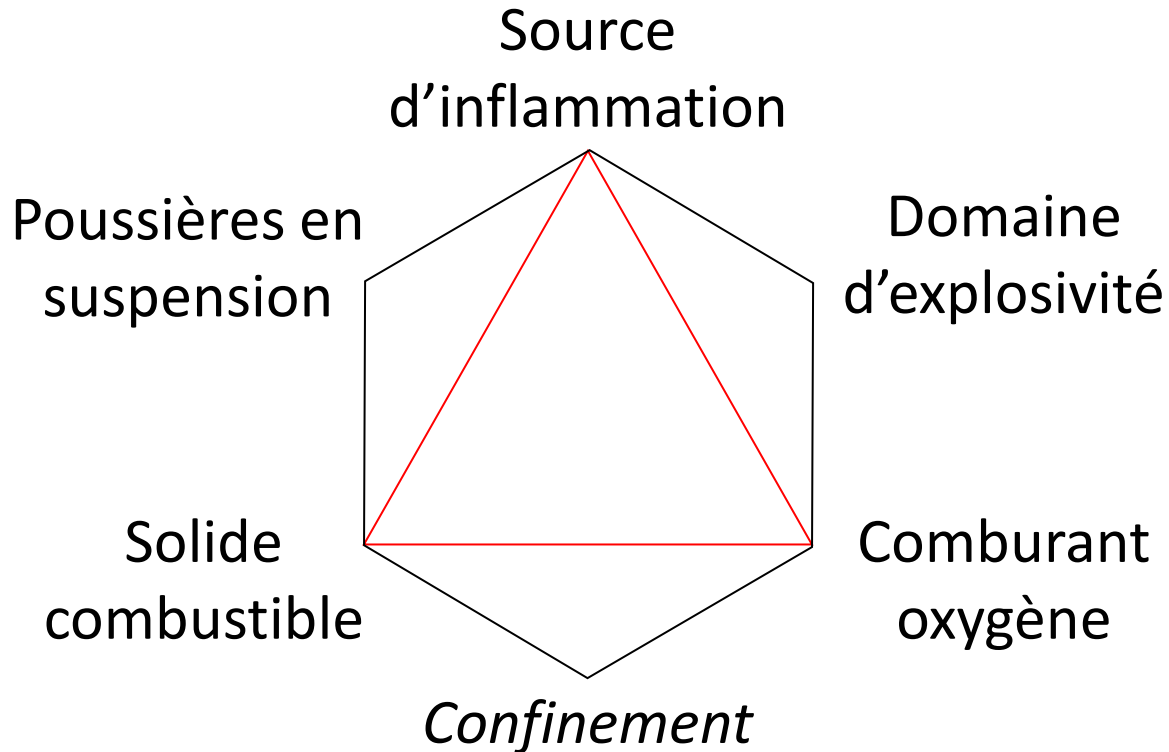 Source
d’inflammation
Poussières en
suspension
Domaine
d’explosivité
Solide
combustible
Comburant
oxygène
Confinement